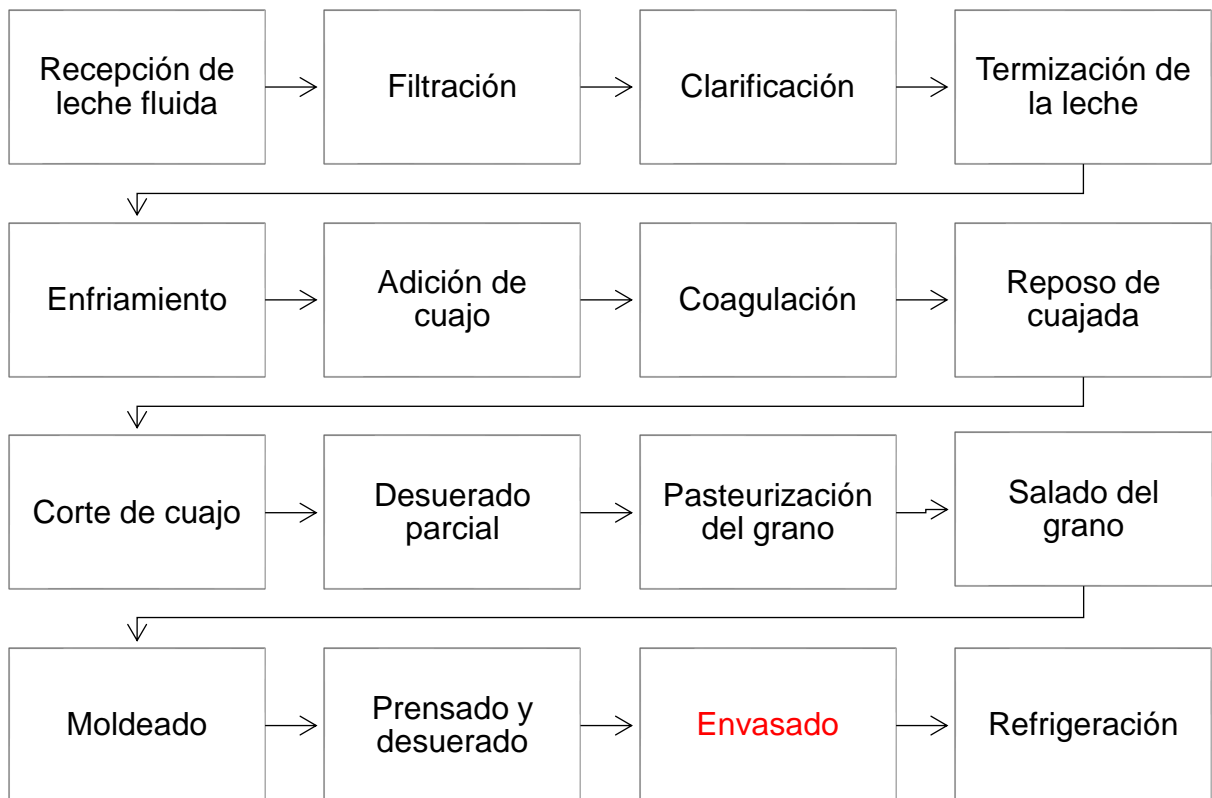 Recepción de
leche fluida
Filtración
Clarificación
Termización de
la leche
Enfriamiento
Adición de
cuajo
Coagulación
Reposo de
cuajada
Corte de cuajo
Desuerado
parcial
Pasteurización
del grano
Salado del
grano
Moldeado
Prensado y
desuerado
Envasado
Refrigeración